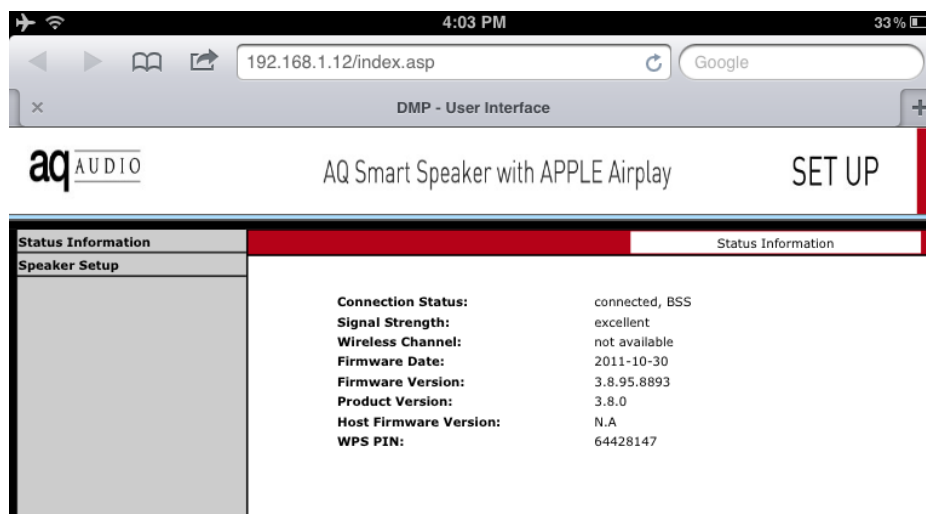 4:03 PM
33%
192.168.1.12/index.asp
Google
DMP - User Interface
aq AUDIO
AQ Smart Speaker with APPLE Airplay
SET UP
Status Information
Speaker Setup
Status Information
Connection Status: connected, BSS
Signal Strength: excellent
Wireless Channel: not available
Firmware Date: 2011-10-30
Firmware Version: 3.8.95.8893
Product Version: 3.8.0
Host Firmware Version: N.A
WPS PIN: 64428147